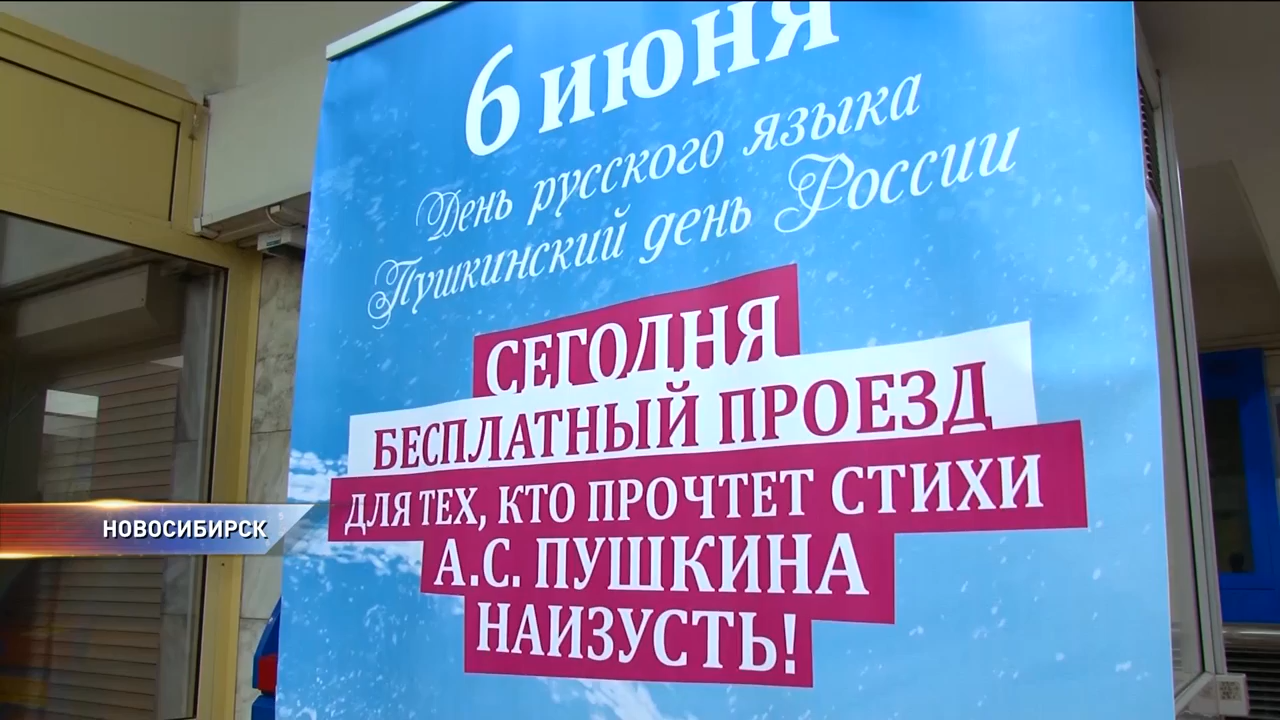 6 ИЮНЯ
День русского языка
Пушкинский день России
СЕГОДНЯ
БЕСПЛАТНЫЙ ПРОЕЗД
ДЛЯ ТЕХ, КТО ПРОЧТЕТ СТИХИ
А.С. ПУШКИНА
НАИЗУСТЬ!
НОВОСИБИРСК